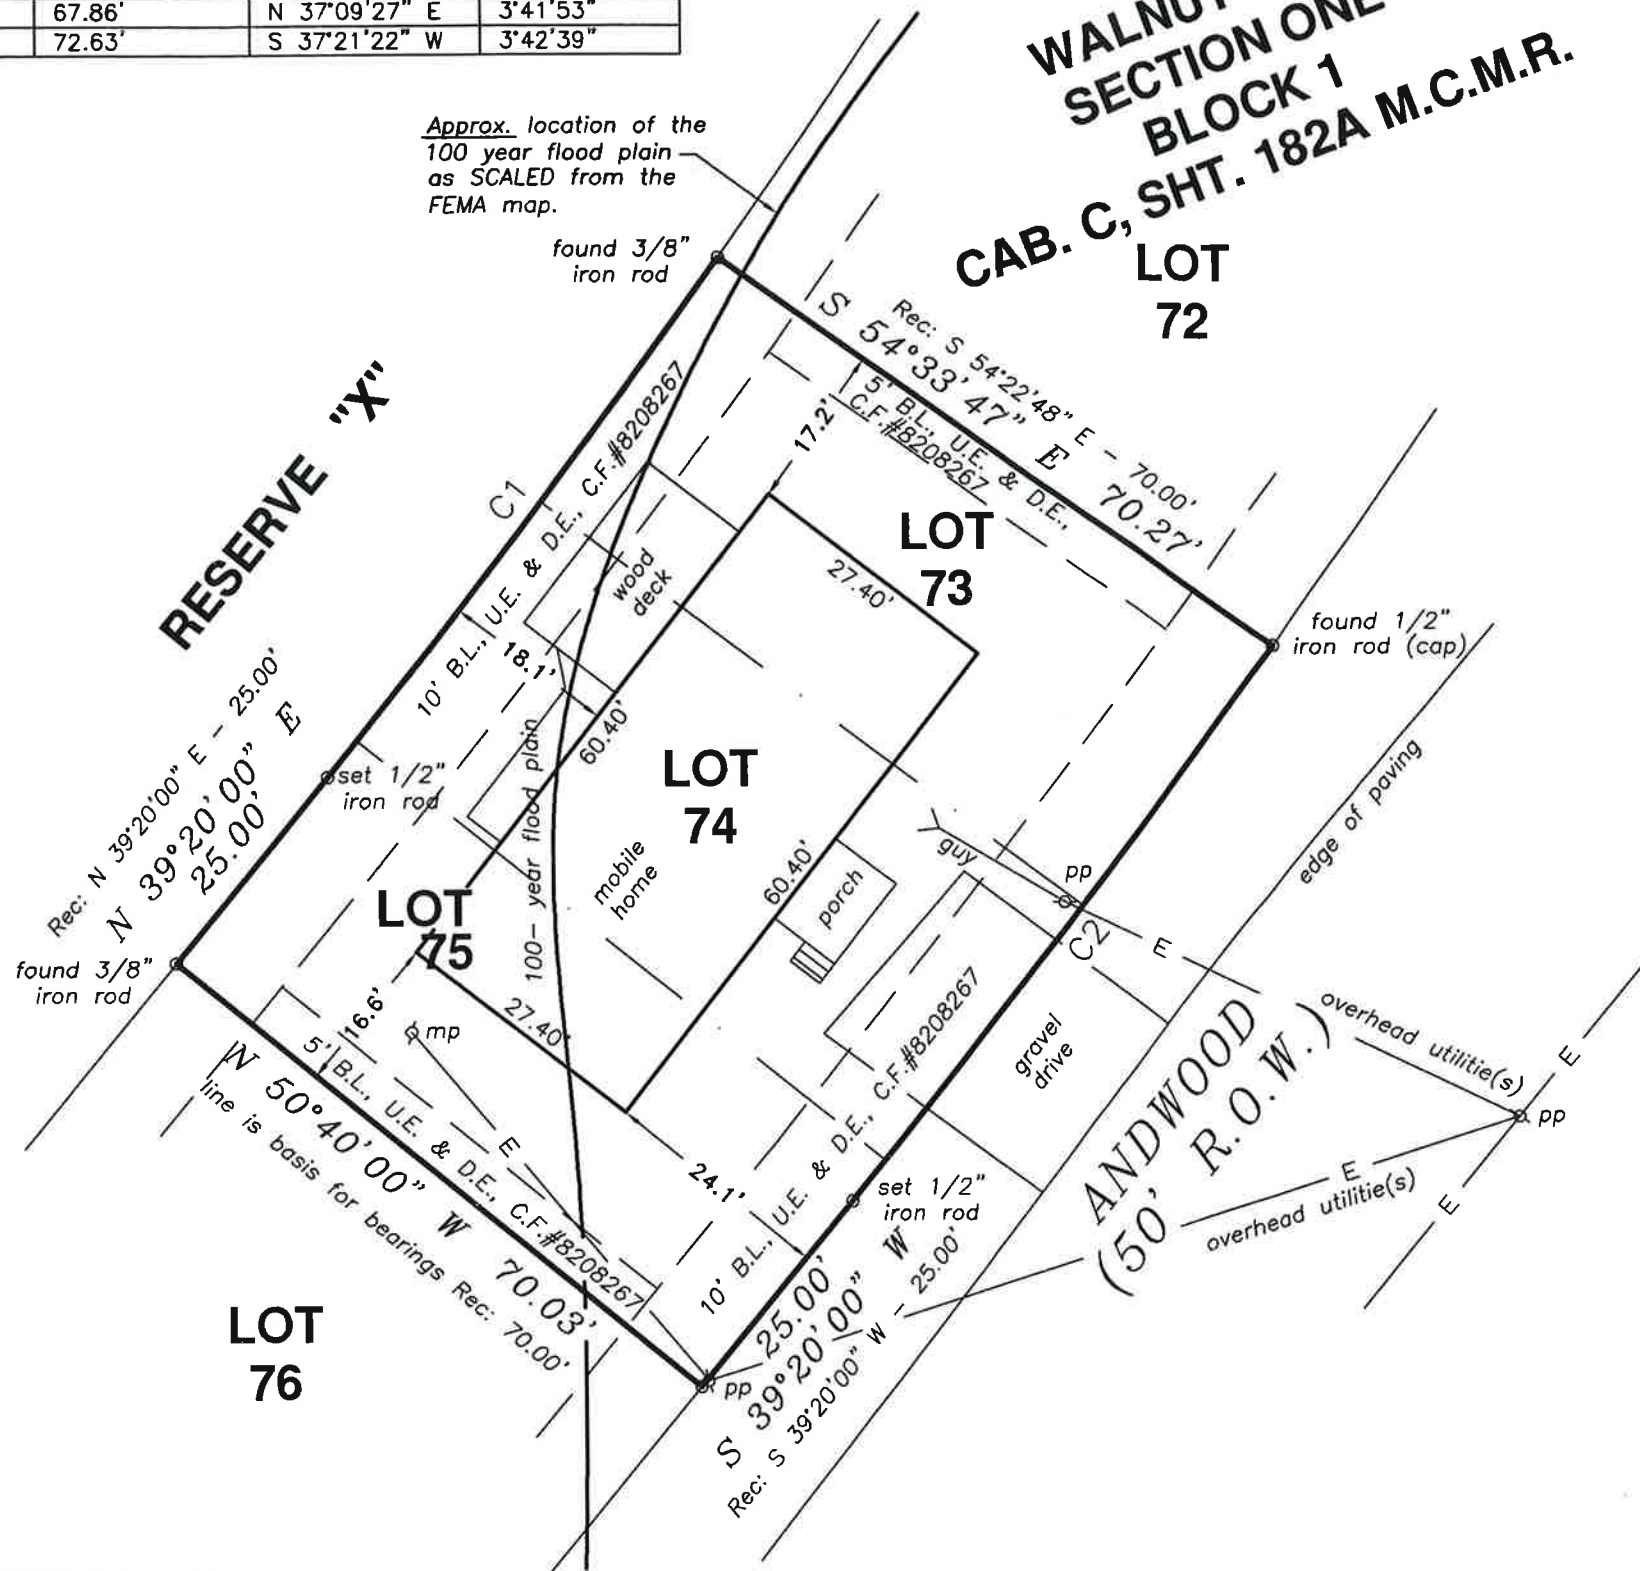 67.86' N 37°09'27" E 3°41'53"
72.63' S 37°21'22" W 3°42'39"
SECTION ONE
BLOCK 1
CAB. C, SHT. 182A M.C.M.R.
Approx. location of the
100 year flood plain
as SCALED from the
FEMA map.
found 3/8"
iron rod
LOT
72
Rec: S 54°22'48" E - 70.00'
S 54°33'47" E 70.27'
5' B.L., U.E. & D.E.,
C.F.#8208267
17.2'
RESERVE "X"
C1
10' B.L., U.E. & D.E., C.F.#8208267
wood
deck
LOT
73
27.40'
found 1/2"
iron rod (cap)
18.1'
60.40'
Rec: N 39°20'00" E - 25.00'
N 39°20'00" E
25.00'
set 1/2"
iron rod
100- year flood plain
LOT
74
mobile
home
60.40'
porch
guy
pp
edge of paving
C2
E
LOT
75
found 3/8"
iron rod
16.6'
mp
27.40'
5' B.L., U.E. & D.E., C.F.#8208267
E
N 50°40'00" W 70.03'
line is basis for bearings Rec: 70.00'
24.1'
10' B.L., U.E. & D.E., C.F.#8208267
gravel
drive
set 1/2"
iron rod
25.00'
S 39°20'00" W
Rec: S 39°20'00" W - 25.00'
pp
ANDWOOD
(50' R.O.W.)
overhead utilitie(s)
E
pp
E
overhead utilitie(s)
E
LOT
76